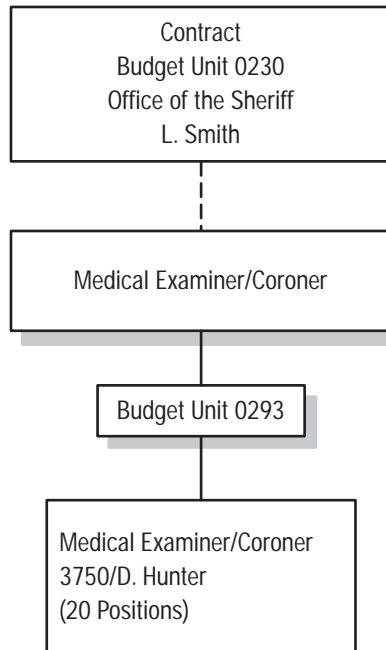 Contract
Budget Unit 0230
Office of the Sheriff
L. Smith
Medical Examiner/Coroner
Budget Unit 0293
Medical Examiner/Coroner
3750/D. Hunter
(20 Positions)